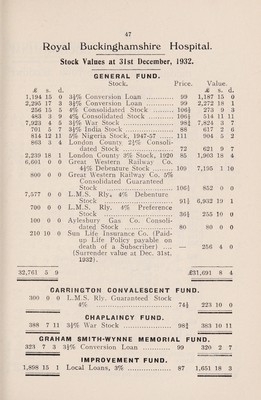 47
Royal Buckinghamshire Hospital.
Stock Values at 31st December, 1932.
GENERAL FUND.
Stock. Price. Value.
£ s. d. £ s. d.
1,194 15 0 3½% Conversion Loan ............ 99 1,187 15 0
2,295 17 3 3½% Conversion Loan ............ 99 2,272 18 1
256 15 5 4% Consolidated Stock ............ 106½ 273 9 3
483 3 9 4% Consolidated Stock ............ 106½ 514 11 11
7,923 4 5 3½% War Stock .................. 98¾ 7,824 3 7
701 5 7 3½% India Stock .................. 88 617 2 6
814 12 11 5% Nigeria Stock, 1947-57 ...... 111 904 5 2
863 3 4 London County 2½% Consoli-
dated Stock .................. 72 621 9 7
2,239 18 1 London County 3% Stock, 1920 85 1,903 18 4
6,601 0 0 Great Western Railway Co.
4½% Debenture Stock ......... 109 7,195 1 10
800 0 0 Great Western Railway Co. 5%
Consolidated Guaranteed
Stock ........................ 106½ 852 0 0
7,577 0 0 L.M.S. Rly., 4% Debenture
Stock ........................ 91½ 6,932 19 1
700 0 0 L.M.S. Rly. 4% Preference
Stock ........................ 36½ 255 10 0
100 0 0 Aylesbury Gas Co. Consoli-
dated Stock .................. 80 80 0 0
210 10 0 Sun Life Insurance Co. (Paid-
up Life Policy payable on
death of a Subscriber) ... — 256 4 0
(Surrender value at Dec. 31st.
1932).
32,761 5 9 £31,691 8 4
CARRINGTON CONVALESCENT FUND.
300 0 0 L.M.S. Rly. Guaranteed Stock
4% ........................ 74½ 223 10 0
CHAPLAINCY FUND.
388 7 11 3½% War Stock .................. 98¾ 383 10 11
GRAHAM SMITH-WYNNE MEMORIAL FUND.
323 7 3 3½% Conversion Loan ............ 99 320 2 7
IMPROVEMENT FUND.
1,898 15 1 Local Loans, 3% ............... 87 1,651 18 3